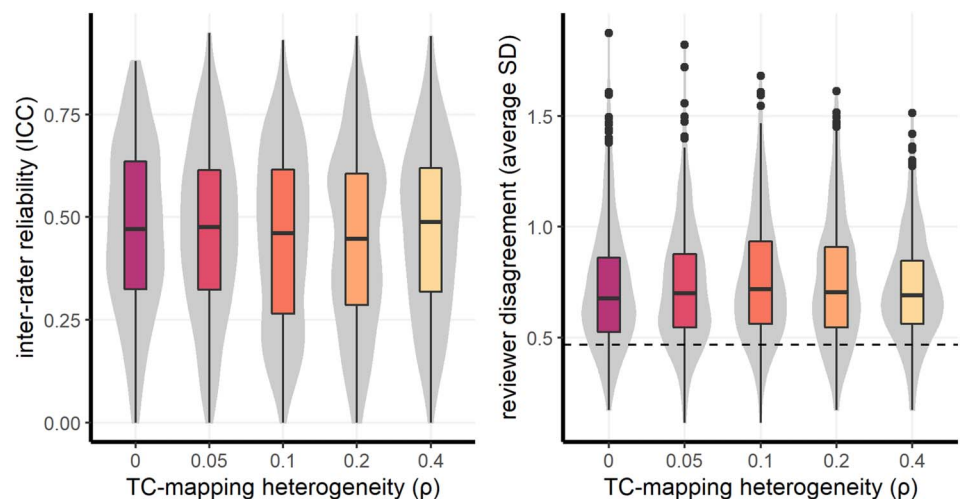 inter-rater reliability (ICC)
0.75
0.50
0.25
0.00
0 0.05 0.1 0.2 0.4
TC-mapping heterogeneity (ρ)
reviewer disagreement (average SD)
1.5
1.0
0.5
0 0.05 0.1 0.2 0.4
TC-mapping heterogeneity (ρ)